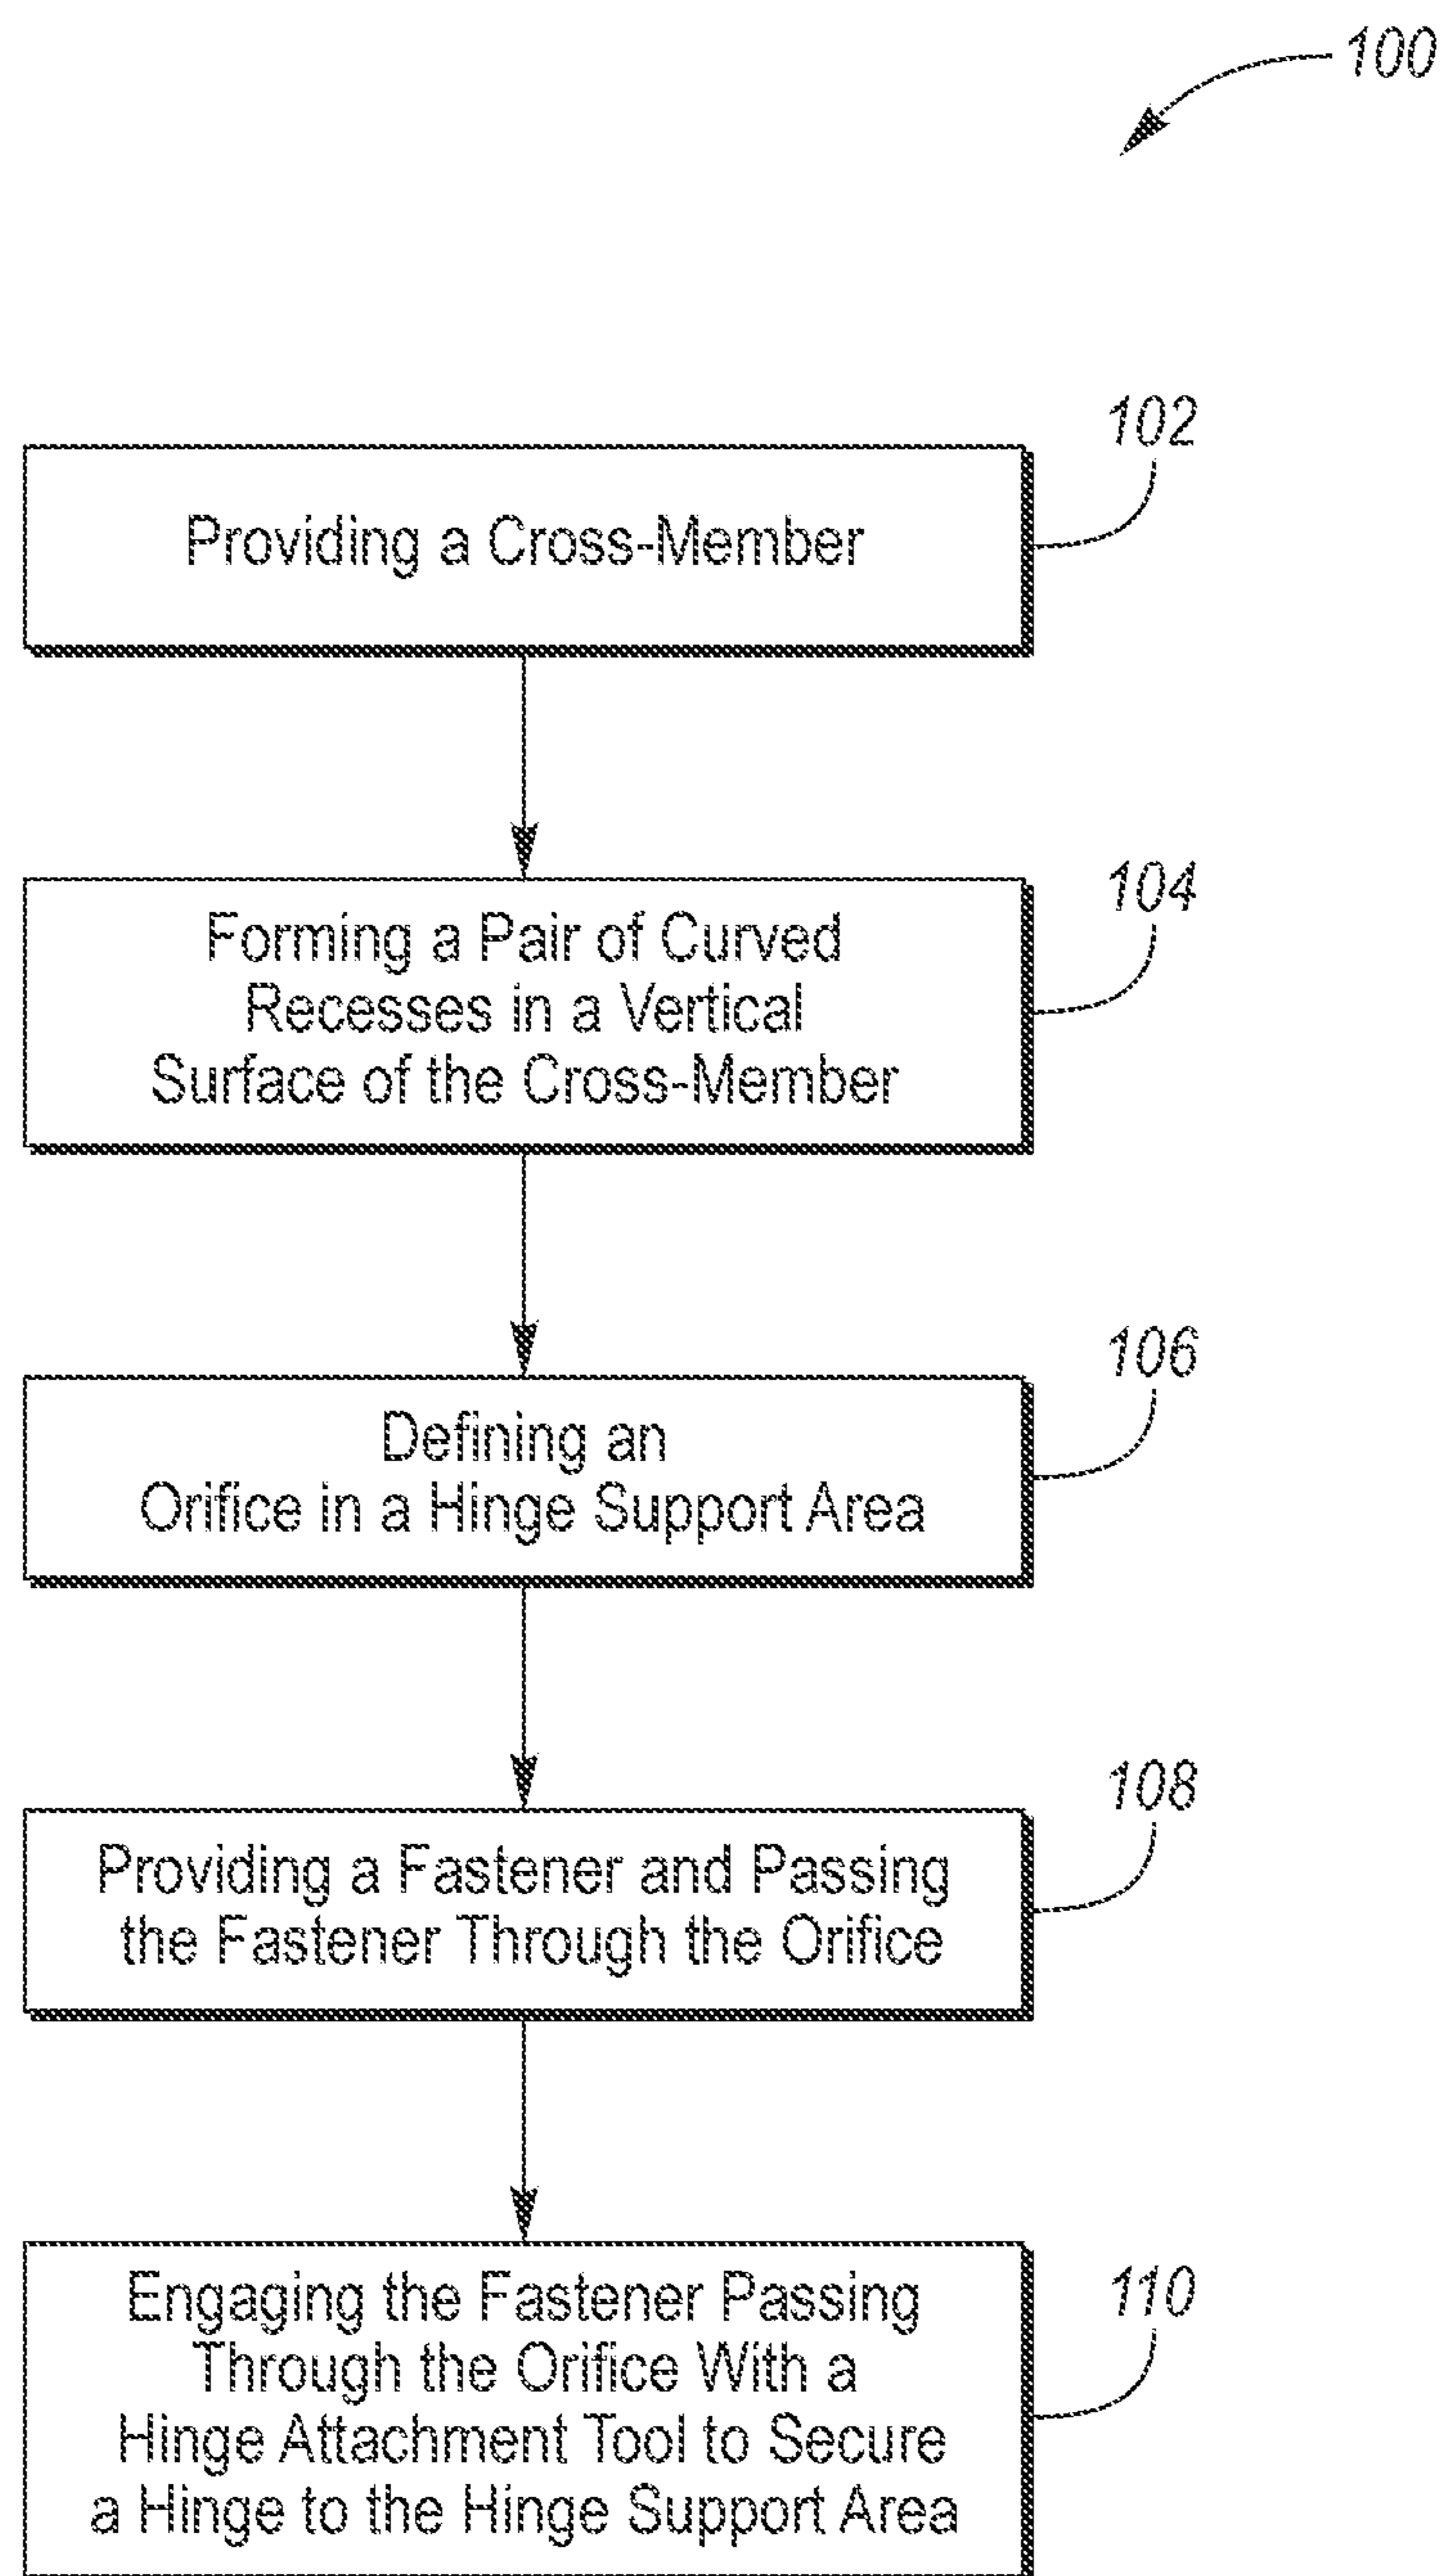 100
102
Providing a Cross-Member
104
Forming a Pair of Curved
Recesses in a Vertical
Surface of the Cross-Member
106
Defining an
Orifice in a Hinge Support Area
108
Providing a Fastener and Passing
the Fastener Through the Orifice
110
Engaging the Fastener Passing
Through the Orifice With a
Hinge Attachment Tool to Secure
a Hinge to the Hinge Support Area